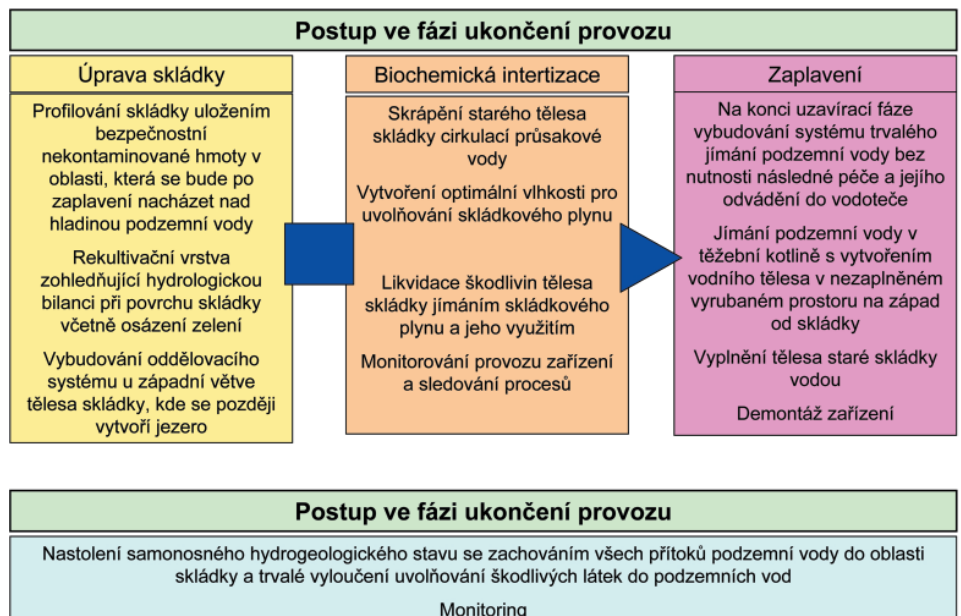 Postup ve fázi ukončení provozu
Úprava skládky
Profilování skládky uložením
bezpečnostní
nekontaminované hmoty v
oblasti, která se bude po
zaplavení nacházet nad
hladinou podzemní vody
Rekultivační vrstva
zohledňující hydrologickou
bilanci při povrchu skládky
včetně osázení zelení
Vybudování oddělovacího
systému u západní větve
tělesa skládky, kde se později
vytvoří jezero
Biochemická intertizace
Skrápění starého tělesa
skládky cirkulací průsakové
vody
Vytvoření optimální vlhkosti pro
uvolňování skládkového plynu
Likvidace škodlivin tělesa
skládky jímáním skládkového
plynu a jeho využitím
Monitorování provozu zařízení
a sledování procesů
Zaplavení
Na konci uzavírací fáze
vybudování systému trvalého
jímání podzemní vody bez
nutnosti následné péče a jejího
odvádění do vodoteče
Jímání podzemní vody v
těžební kotlině s vytvořením
vodního tělesa v nezaplněném
vyrubaném prostoru na západ
od skládky
Vyplnění tělesa staré skládky
vodou
Demontáž zařízení
Postup ve fázi ukončení provozu
Nastolení samonosného hydrogeologického stavu se zachováním všech přítoků podzemní vody do oblasti
skládky a trvalé vyloučení uvolňování škodlivých látek do podzemních vod
Monitoring